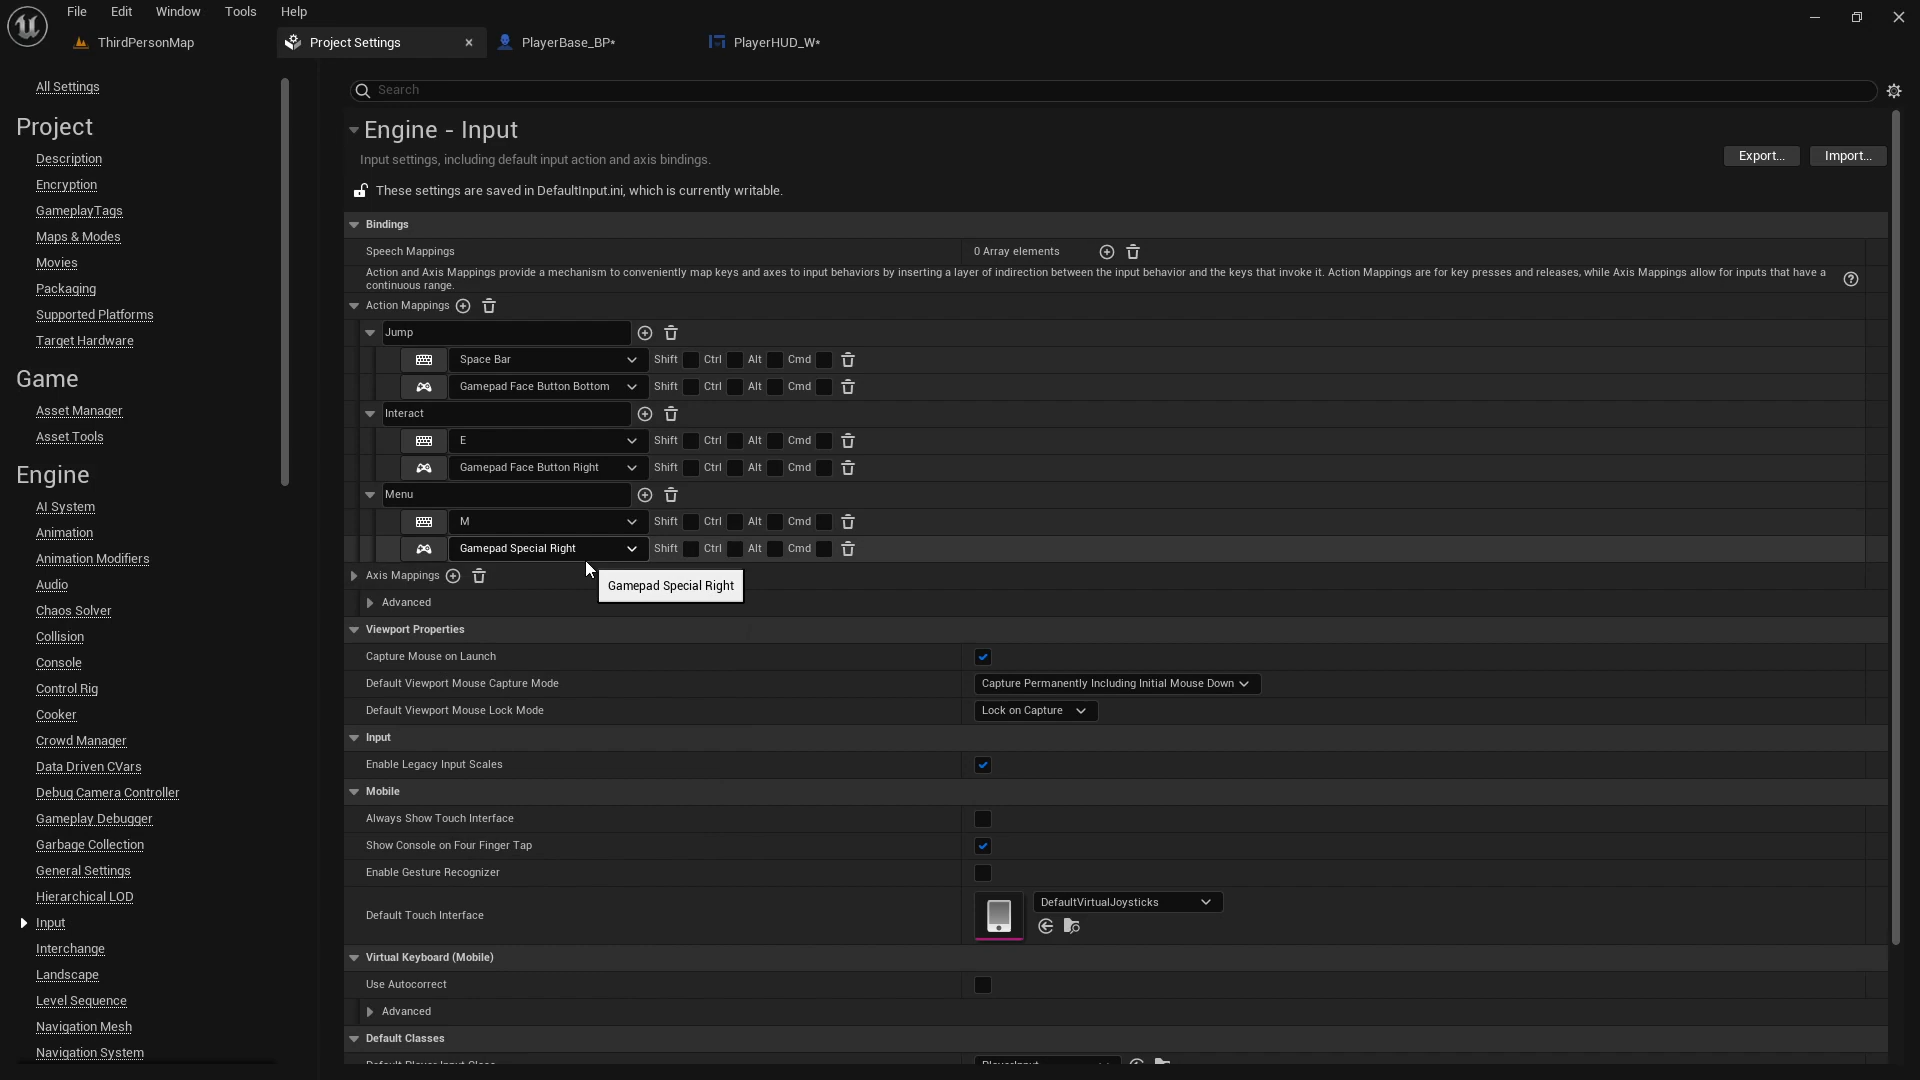 File Edit Window Tools Help
ThirdPersonMap Project Settings PlayerBase_BP* PlayerHUD_W*
All Settings
Project
Description
Encryption
GameplayTags
Maps & Modes
Movies
Packaging
Supported Platforms
Target Hardware
Game
Asset Manager
Asset Tools
Engine
AI System
Animation
Animation Modifiers
Audio
Chaos Solver
Collision
Console
Control Rig
Cooker
Crowd Manager
Data Driven CVars
Debug Camera Controller
Gameplay Debugger
Garbage Collection
General Settings
Hierarchical LOD
Input
Interchange
Landscape
Level Sequence
Navigation Mesh
Navigation System
Search
Engine - Input
Input settings, including default input action and axis bindings.
Export... Import...
These settings are saved in DefaultInput.ini, which is currently writable.
Bindings
Speech Mappings 0 Array elements
Action and Axis Mappings provide a mechanism to conveniently map keys and axes to input behaviors by inserting a layer of indirection between the input behavior and the keys that invoke it. Action Mappings are for key presses and releases, while Axis Mappings allow for inputs that have a
continuous range.
Action Mappings
Jump
Space Bar Shift Ctrl Alt Cmd
Gamepad Face Button Bottom Shift Ctrl Alt Cmd
Interact
E Shift Ctrl Alt Cmd
Gamepad Face Button Right Shift Ctrl Alt Cmd
Menu
M Shift Ctrl Alt Cmd
Gamepad Special Right Shift Ctrl Alt Cmd
Axis Mappings
Gamepad Special Right
Advanced
Viewport Properties
Capture Mouse on Launch
Default Viewport Mouse Capture Mode Capture Permanently Including Initial Mouse Down
Default Viewport Mouse Lock Mode Lock on Capture
Input
Enable Legacy Input Scales
Mobile
Always Show Touch Interface
Show Console on Four Finger Tap
Enable Gesture Recognizer
Default Touch Interface DefaultVirtualJoysticks
Virtual Keyboard (Mobile)
Use Autocorrect
Advanced
Default Classes
Default Player Input Class PlayerInput